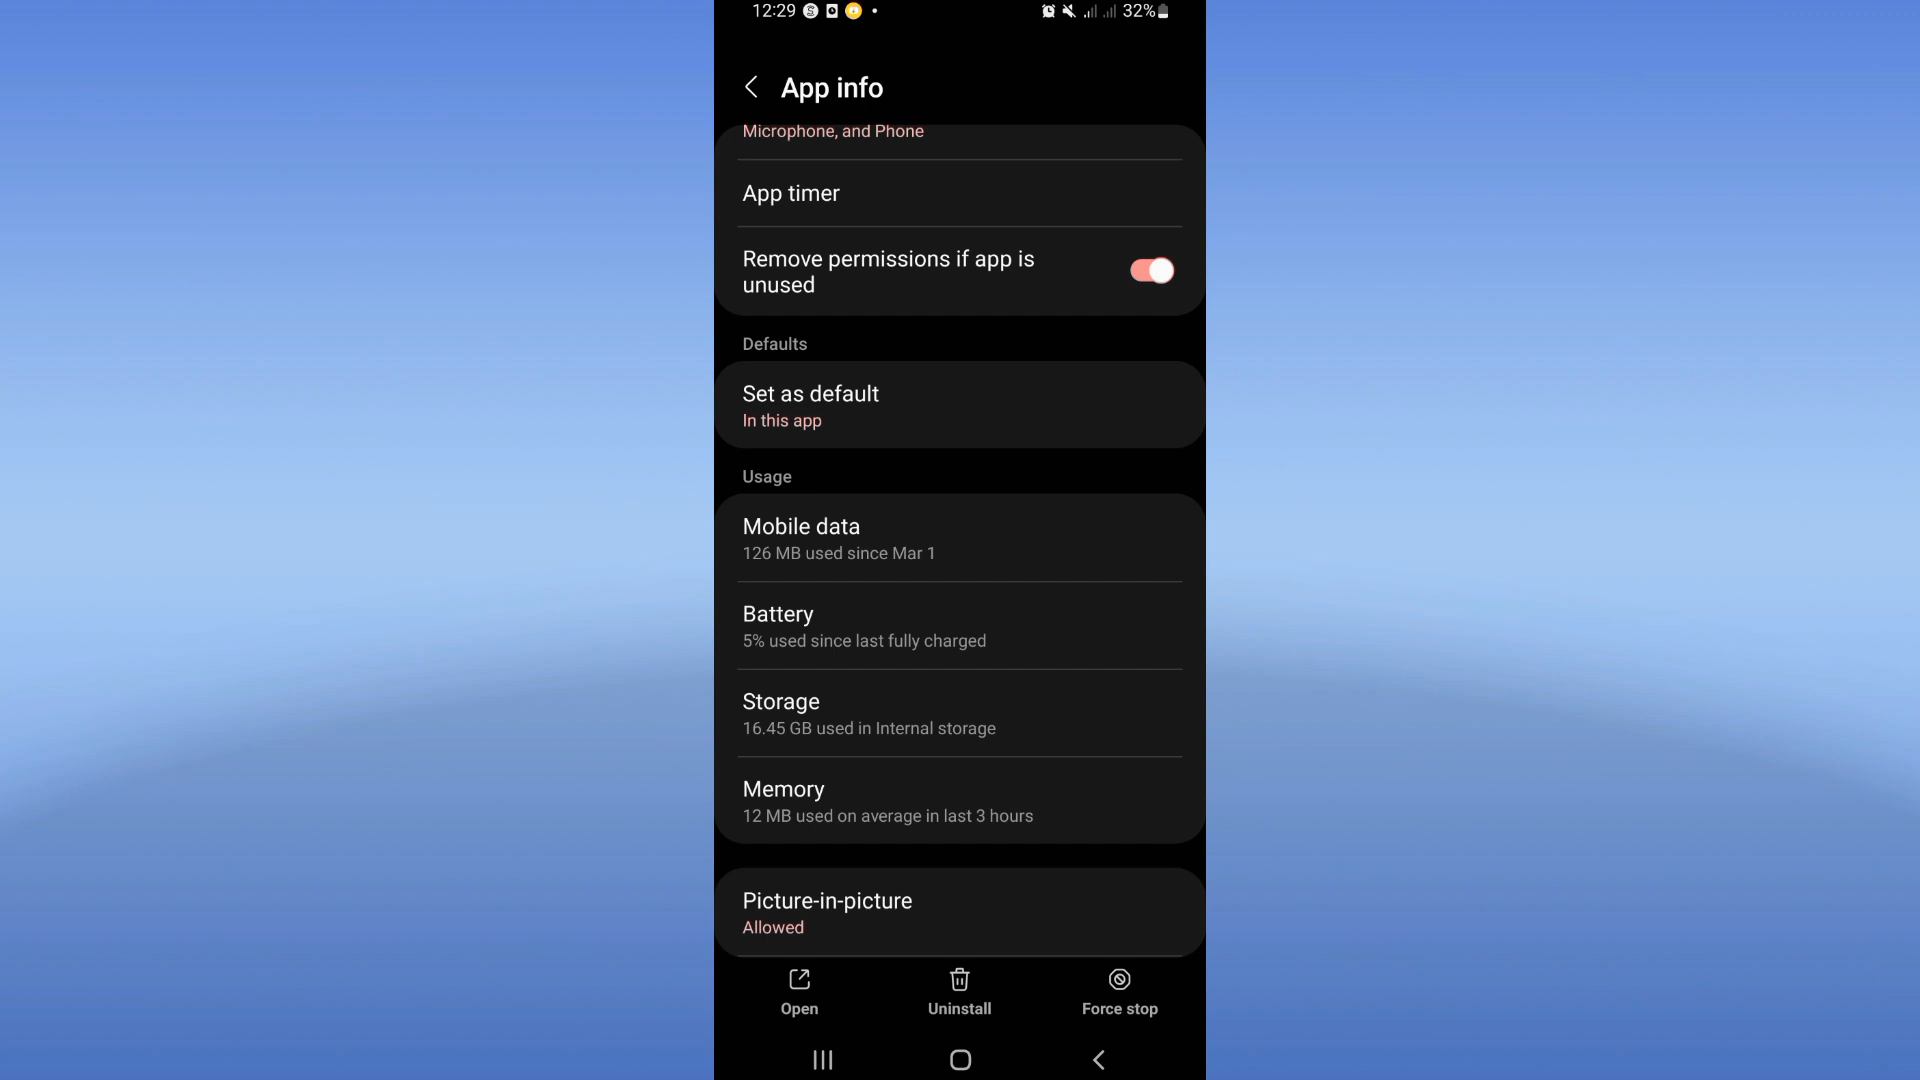 12:29 32%
App info
Microphone, and Phone
App timer
Remove permissions if app is
unused
Defaults
Set as default
In this app
Usage
Mobile data
126 MB used since Mar 1
Battery
5% used since last fully charged
Storage
16.45 GB used in Internal storage
Memory
12 MB used on average in last 3 hours
Picture-in-picture
Allowed
Open Uninstall Force stop